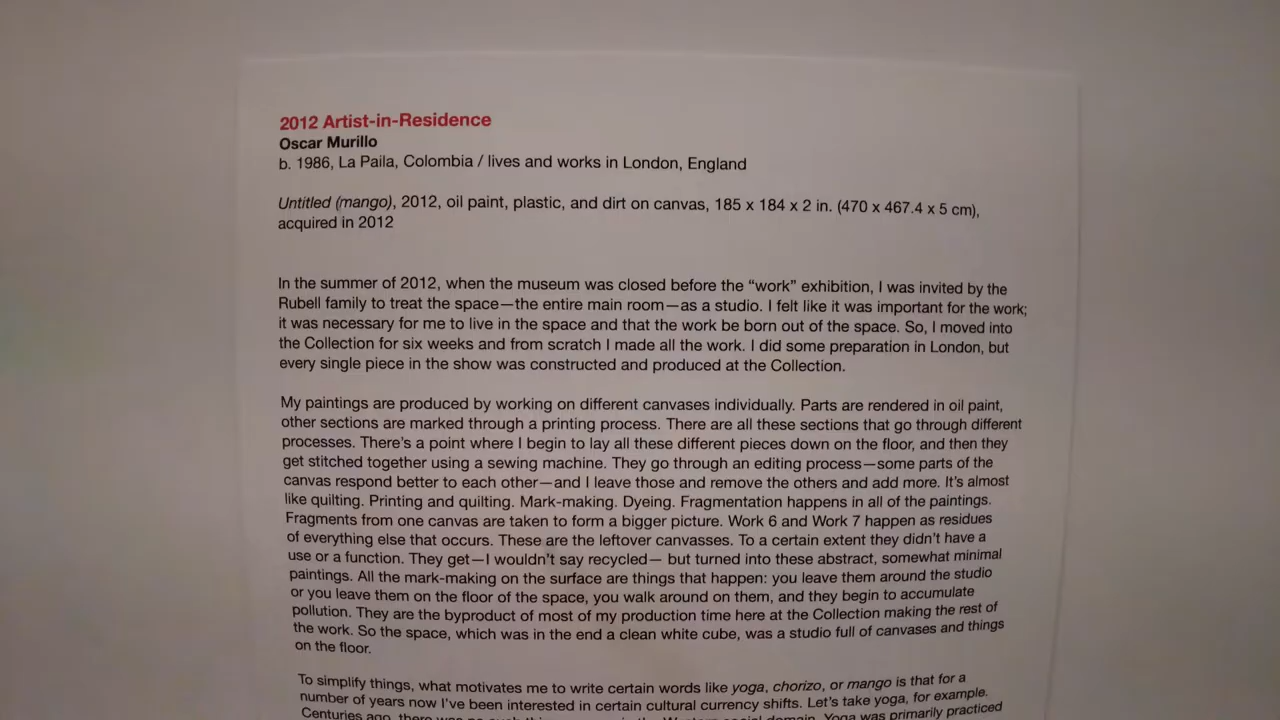 2012 Artist-in-Residence
Oscar Murillo
b. 1986, La Paila, Colombia / lives and works in London, England
Untitled (mango), 2012, oil paint, plastic, and dirt on canvas, 185 x 184 x 2 in. (470 x 467.4 x 5 cm),
acquired in 2012
In the summer of 2012, when the museum was closed before the “work” exhibition, I was invited by the
Rubell family to treat the space—the entire main room—as a studio. I felt like it was important for the work;
it was necessary for me to live in the space and that the work be born out of the space. So, I moved into
the Collection for six weeks and from scratch I made all the work. I did some preparation in London, but
every single piece in the show was constructed and produced at the Collection.
My paintings are produced by working on different canvases individually. Parts are rendered in oil paint,
other sections are marked through a printing process. There are all these sections that go through different
processes. There’s a point where I begin to lay all these different pieces down on the floor, and then they
get stitched together using a sewing machine. They go through an editing process—some parts of the
canvas respond better to each other—and I leave those and remove the others and add more. It’s almost
like quilting. Printing and quilting. Mark-making. Dyeing. Fragmentation happens in all of the paintings.
Fragments from one canvas are taken to form a bigger picture. Work 6 and Work 7 happen as residues
of everything else that occurs. These are the leftover canvasses. To a certain extent they didn’t have a
use or a function. They get—I wouldn’t say recycled— but turned into these abstract, somewhat minimal
paintings. All the mark-making on the surface are things that happen: you leave them around the studio
or you leave them on the floor of the space, you walk around on them, and they begin to accumulate
pollution. They are the byproduct of most of my production time here at the Collection making the rest of
the work. So the space, which was in the end a clean white cube, was a studio full of canvases and things
on the floor.
To simplify things, what motivates me to write certain words like yoga, chorizo, or mango is that for a
number of years now I’ve been interested in certain cultural currency shifts. Let’s take yoga, for example.
Centuries ago, there was no such thing as yoga in the Western social domain. Yoga was primarily practiced